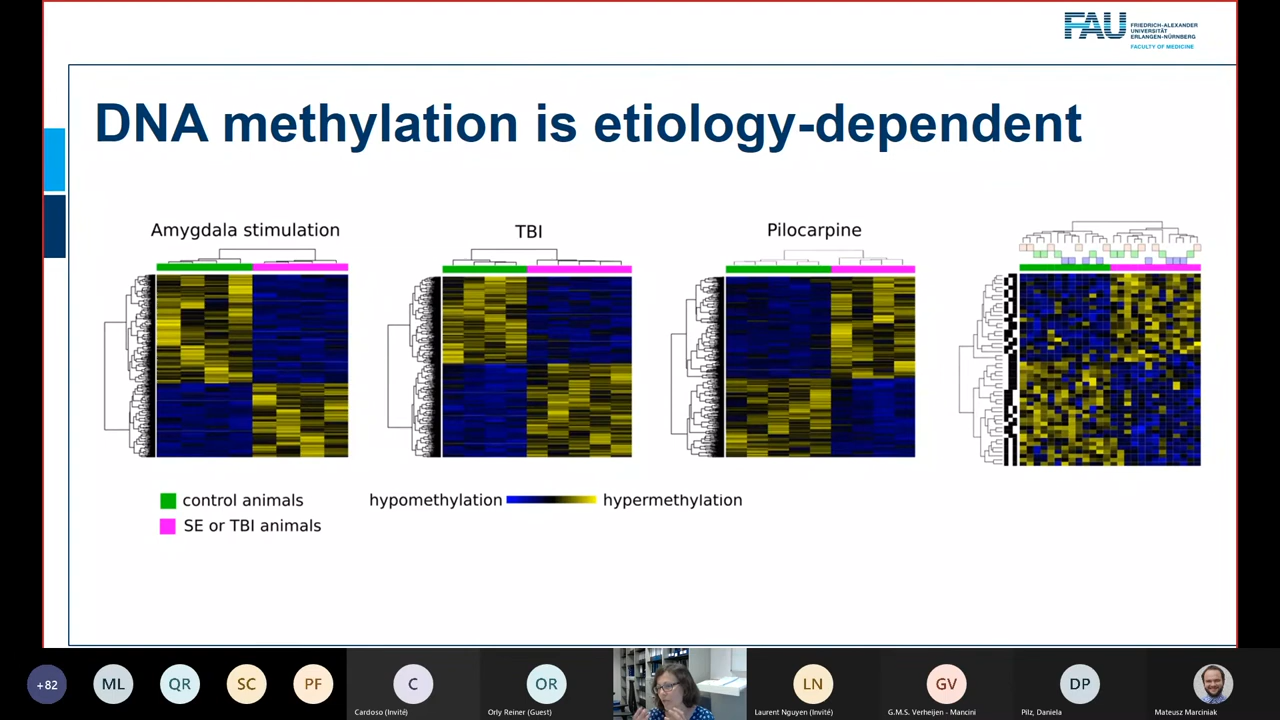 FAU
FRIEDRICH-ALEXANDER
UNIVERSITÄT
ERLANGEN-NÜRNBERG
FACULTY OF MEDICINE
DNA methylation is etiology-dependent
Amygdala stimulation
TBI
Pilocarpine
control animals
SE or TBI animals
hypomethylation
hypermethylation
+82
ML
QR
SC
PF
C
Cardoso (Invité)
OR
Orly Reiner (Guest)
LN
Laurent Nguyen (Invité)
GV
G.M.S. Verheijen - Mancini
DP
Pilz, Daniela
Mateusz Marciniak